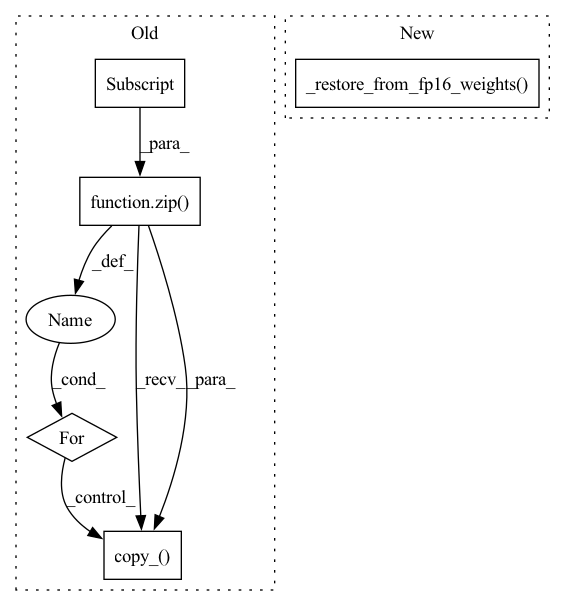 Old
New
Subscript
_restore_from_fp16_weights()
_para_
function.zip()
_def_
Name
_cond_
_recv_
_para_
For
_control_
copy_()